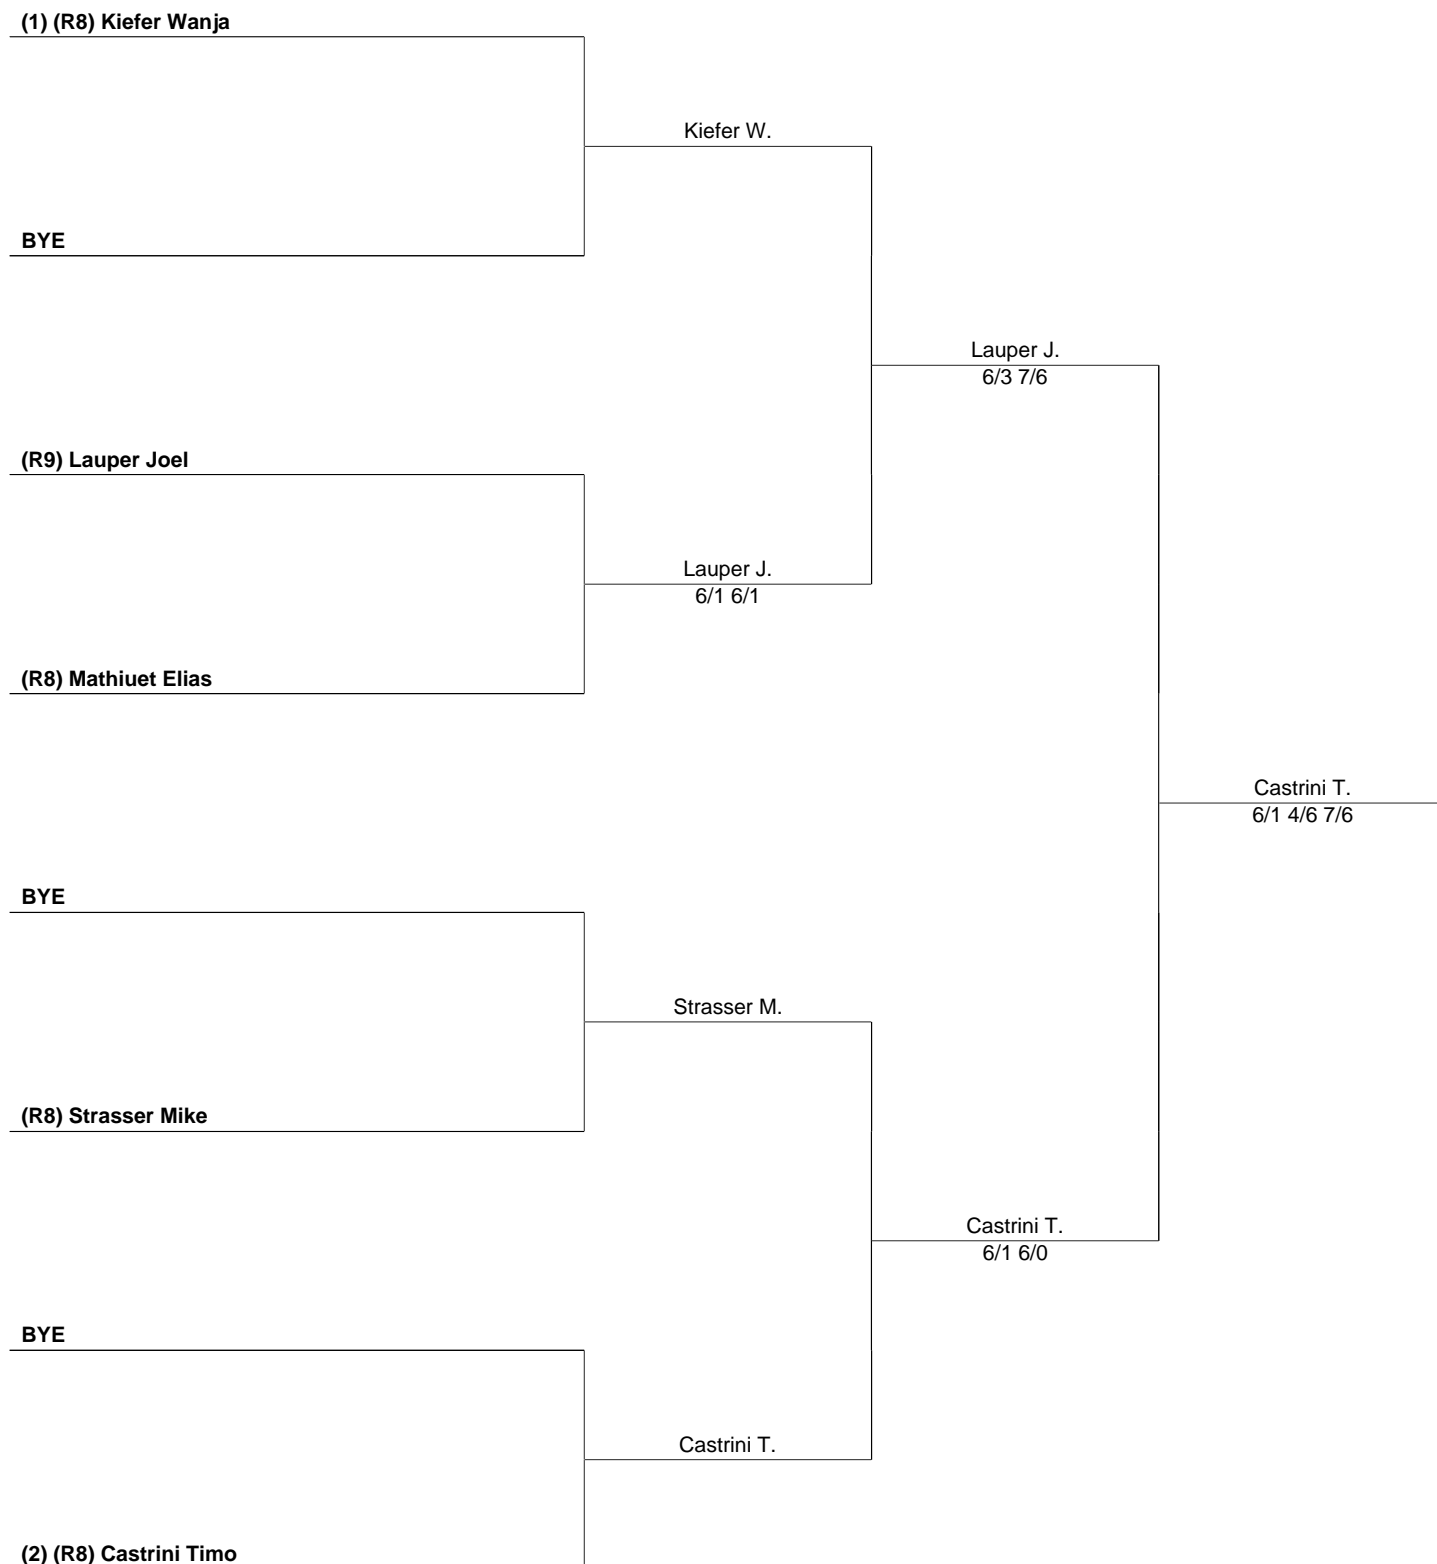 (1) (R8) Kiefer Wanja
Kiefer W.
BYE
Lauper J.
6/3 7/6
(R9) Lauper Joel
Lauper J.
6/1 6/1
(R8) Mathiuet Elias
Castrini T.
6/1 4/6 7/6
BYE
Strasser M.
(R8) Strasser Mike
Castrini T.
6/1 6/0
BYE
Castrini T.
(2) (R8) Castrini Timo